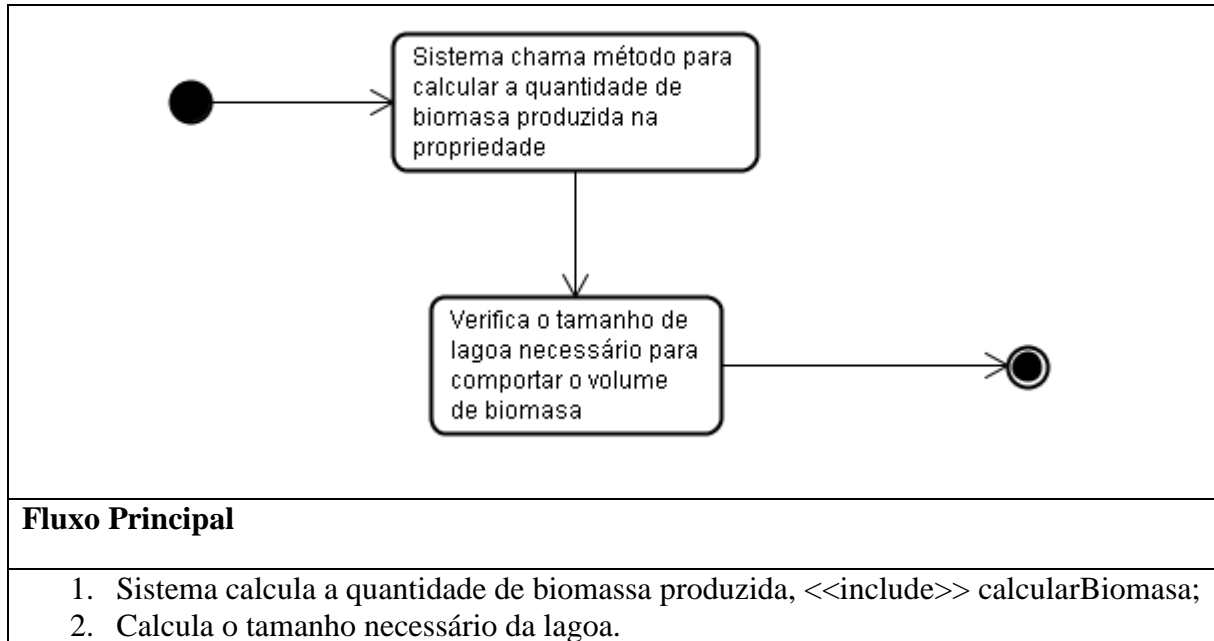 Sistema chama método para
calcular a quantidade de
biomasa produzida na
propriedade
Verifica o tamanho de
lagoa necessário para
comportar o volume
de biomasa
Fluxo Principal
1. Sistema calcula a quantidade de biomassa produzida, <<include>> calcularBiomasa;
2. Calcula o tamanho necessário da lagoa.